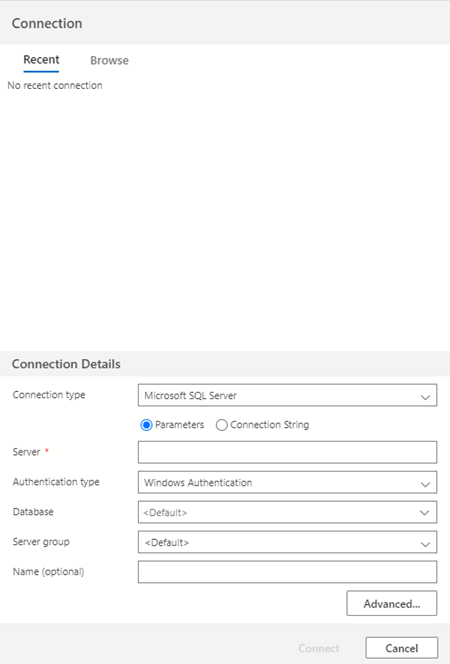 Connection
Recent Browse
No recent connection
Connection Details
Connection type Microsoft SQL Server
Parameters Connection String
Server *
Authentication type Windows Authentication
Database <Default>
Server group <Default>
Name (optional)
Advanced...
Connect Cancel